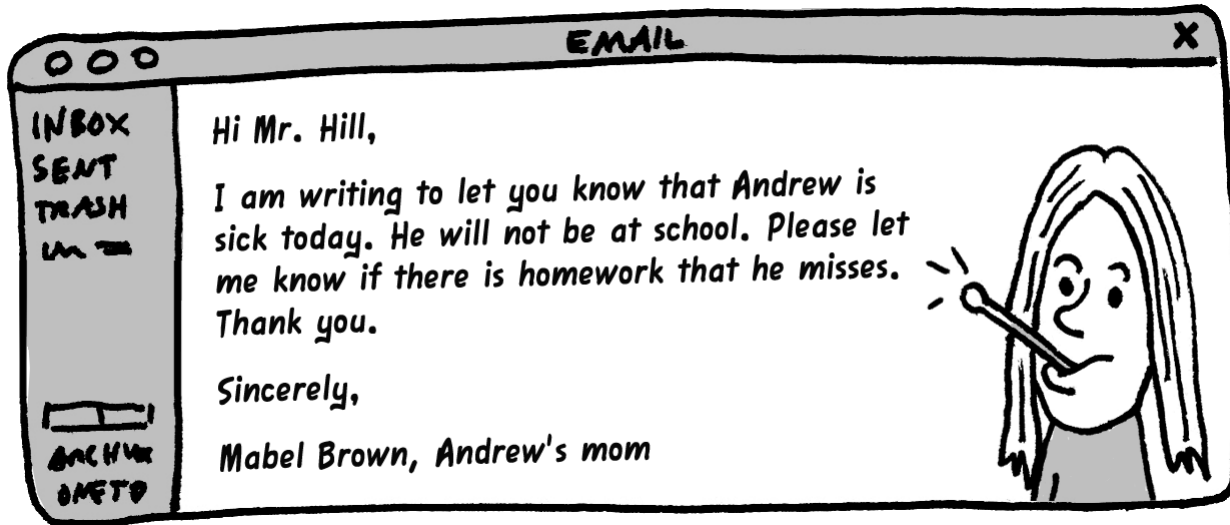 EMAIL
X
INBOX
SENT
TRASH
Hi Mr. Hill,
I am writing to let you know that Andrew is
sick today. He will not be at school. Please let
me know if there is homework that he misses.
Thank you.
Sincerely,
Mabel Brown, Andrew's mom